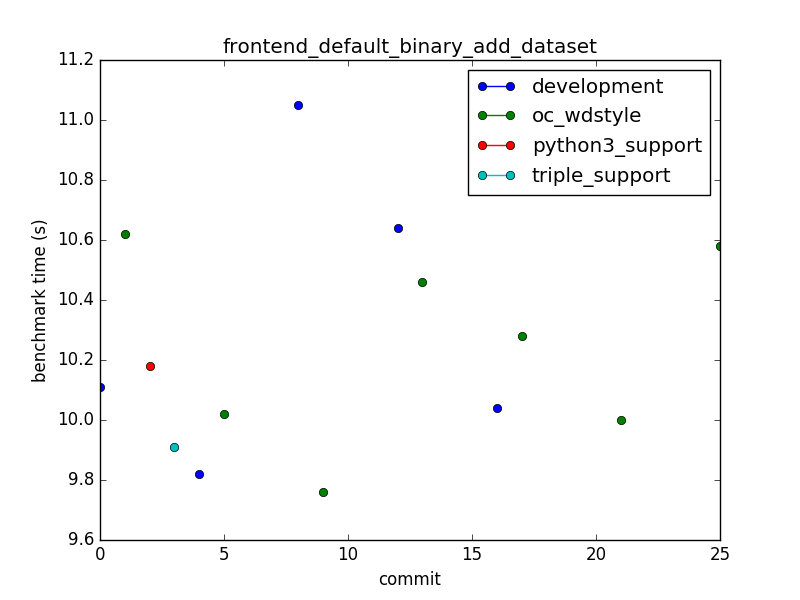 frontend_default_binary_add_dataset
11.2
11.0
10.8
10.6
10.4
10.2
10.0
9.8
9.6
benchmark time (s)
development
oc_wdstyle
python3_support
triple_support
0 5 10 15 20 25
commit